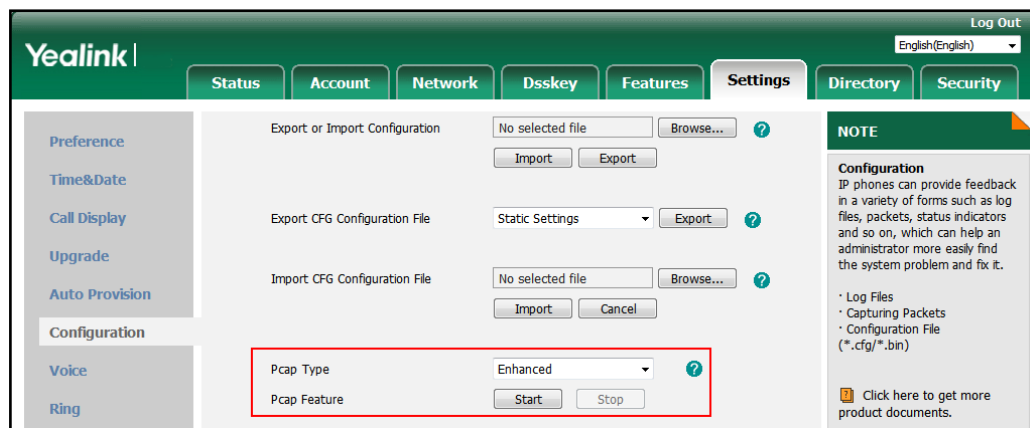 Log Out
Yealink
English(English)
Status Account Network Dsskey Features Settings Directory Security
Preference
Time&Date
Call Display
Upgrade
Auto Provision
Configuration
Voice
Ring
Export or Import Configuration No selected file Browse... ?
Import Export
Export CFG Configuration File Static Settings Export ?
Import CFG Configuration File No selected file Browse... ?
Import Cancel
Pcap Type Enhanced ?
Pcap Feature Start Stop
NOTE
Configuration
IP phones can provide feedback
in a variety of forms such as log
files, packets, status indicators
and so on, which can help an
administrator more easily find
the system problem and fix it.
· Log Files
· Capturing Packets
· Configuration File
(*.cfg/*.bin)
? Click here to get more
product documents.